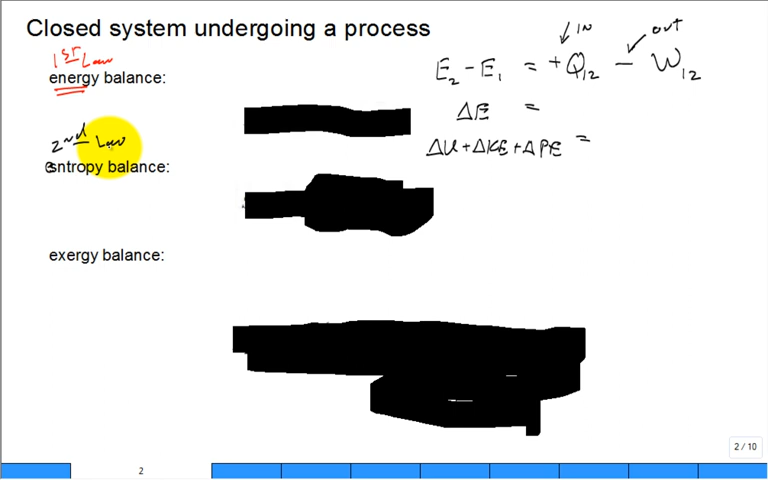 Closed system undergoing a process
1ST Law
energy balance:
IN
OUT
E2 - E1 = +Q12 - W12
ΔE =
ΔU + ΔKE + ΔPE =
2nd Law
entropy balance:
exergy balance:
2 / 10
2